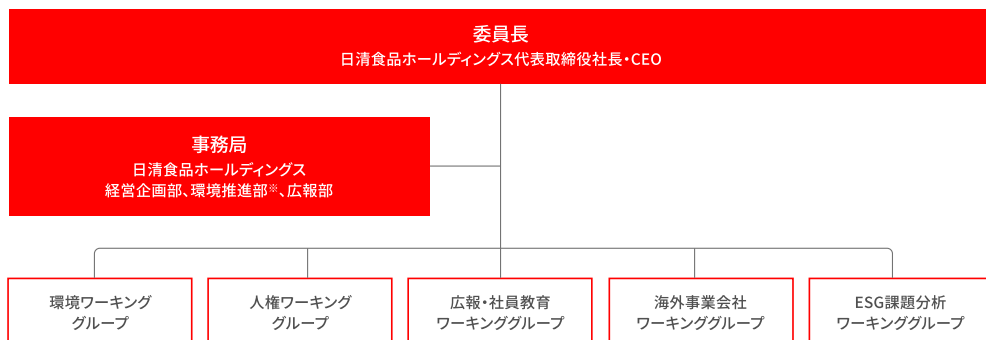 委員長
日清食品ホールディングス代表取締役社長・CEO
事務局
日清食品ホールディングス
経営企画部、環境推進部※、広報部
環境ワーキング
グループ
人権ワーキング
グループ
広報・社員教育
ワーキンググループ
海外事業会社
ワーキンググループ
ESG課題分析
ワーキンググループ